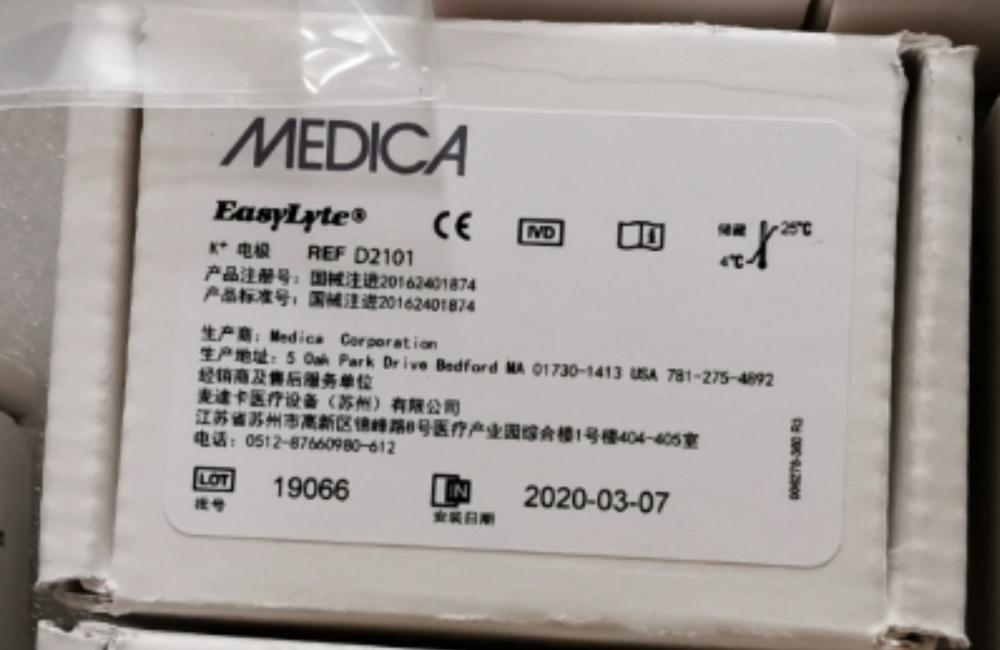 MEDICA
EasyLyte®
CE IVD 储藏 25℃
4℃
K⁺ 电极 REF D2101
产品注册号：国械注进20162401874
产品标准号：国械注进20162401874
生产商：Medica Corporation
生产地址：5 Oak Park Drive Bedford MA 01730-1413 USA 781-275-4892
经销商及售后服务单位
麦迪卡医疗设备（苏州）有限公司
江苏省苏州市高新区锦峰路8号医疗产业园综合楼1号楼404-405室
电话：0512-87660980-612
LOT 19066 IN 2020-03-07
批号 安装日期